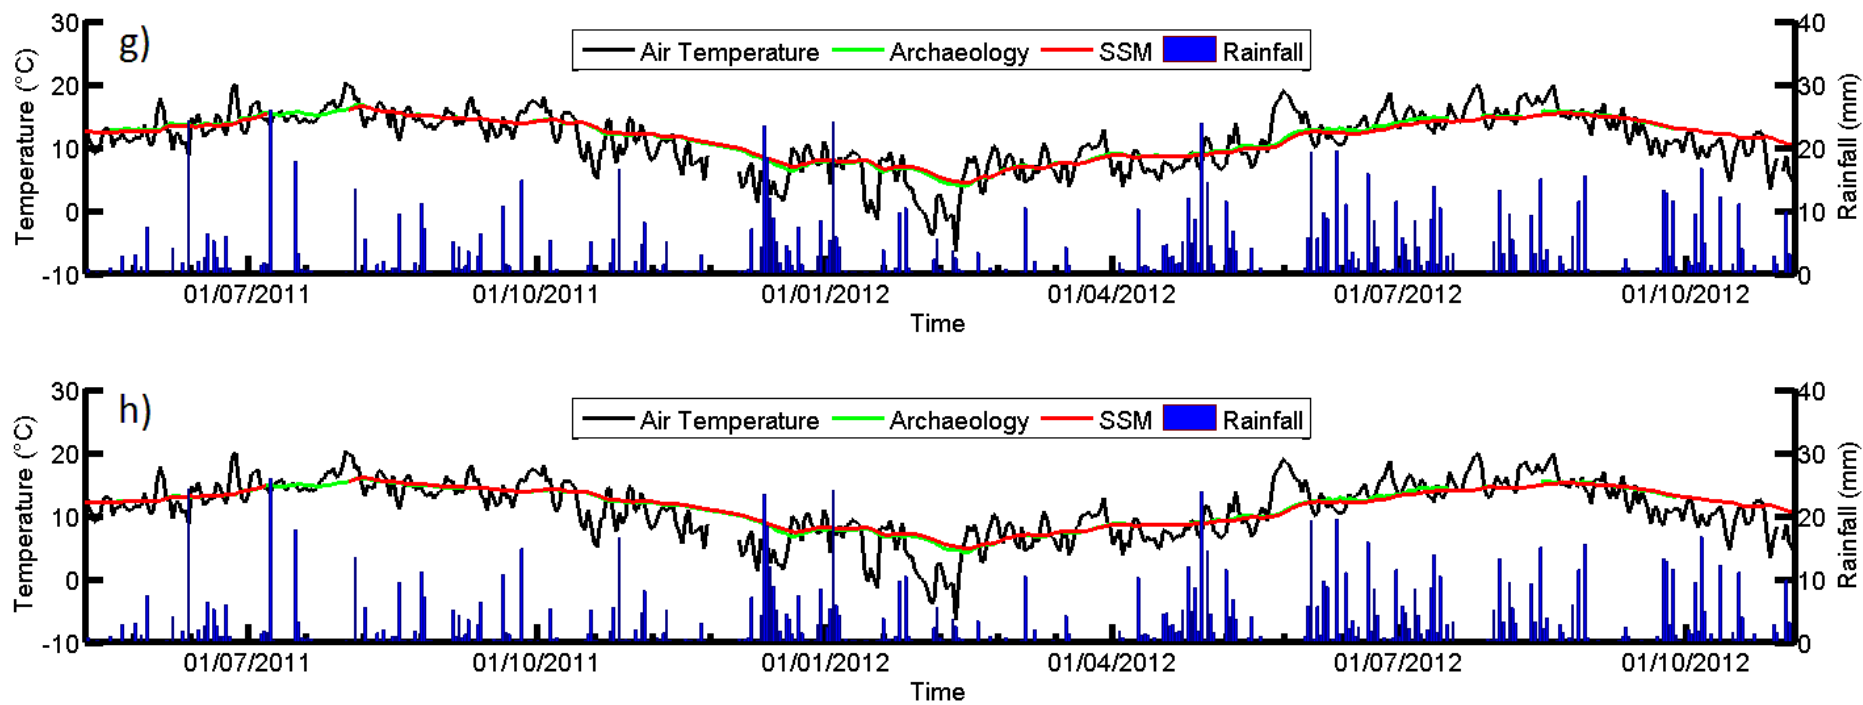 g)
Air Temperature Archaeology SSM Rainfall
Temperature (°C)
30
20
10
0
-10
Rainfall (mm)
40
30
20
10
0
01/07/2011 01/10/2011 01/01/2012 01/04/2012 01/07/2012 01/10/2012
Time
h)
Air Temperature Archaeology SSM Rainfall
Temperature (°C)
30
20
10
0
-10
Rainfall (mm)
40
30
20
10
0
01/07/2011 01/10/2011 01/01/2012 01/04/2012 01/07/2012 01/10/2012
Time